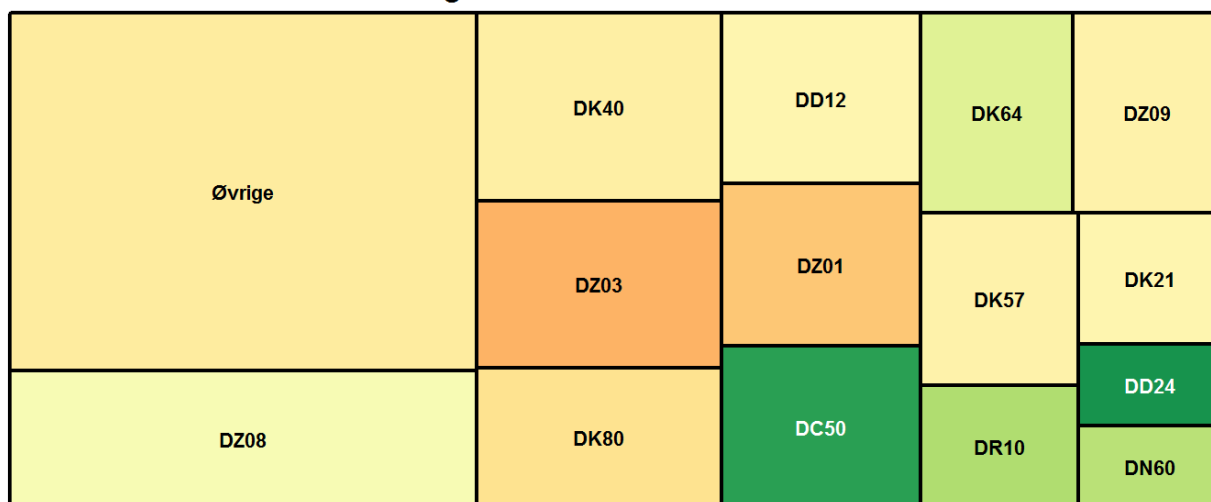 Øvrige
DZ08
DK40
DZ03
DK80
DD12
DZ01
DC50
DK64
DZ09
DK57
DK21
DD24
DR10
DN60